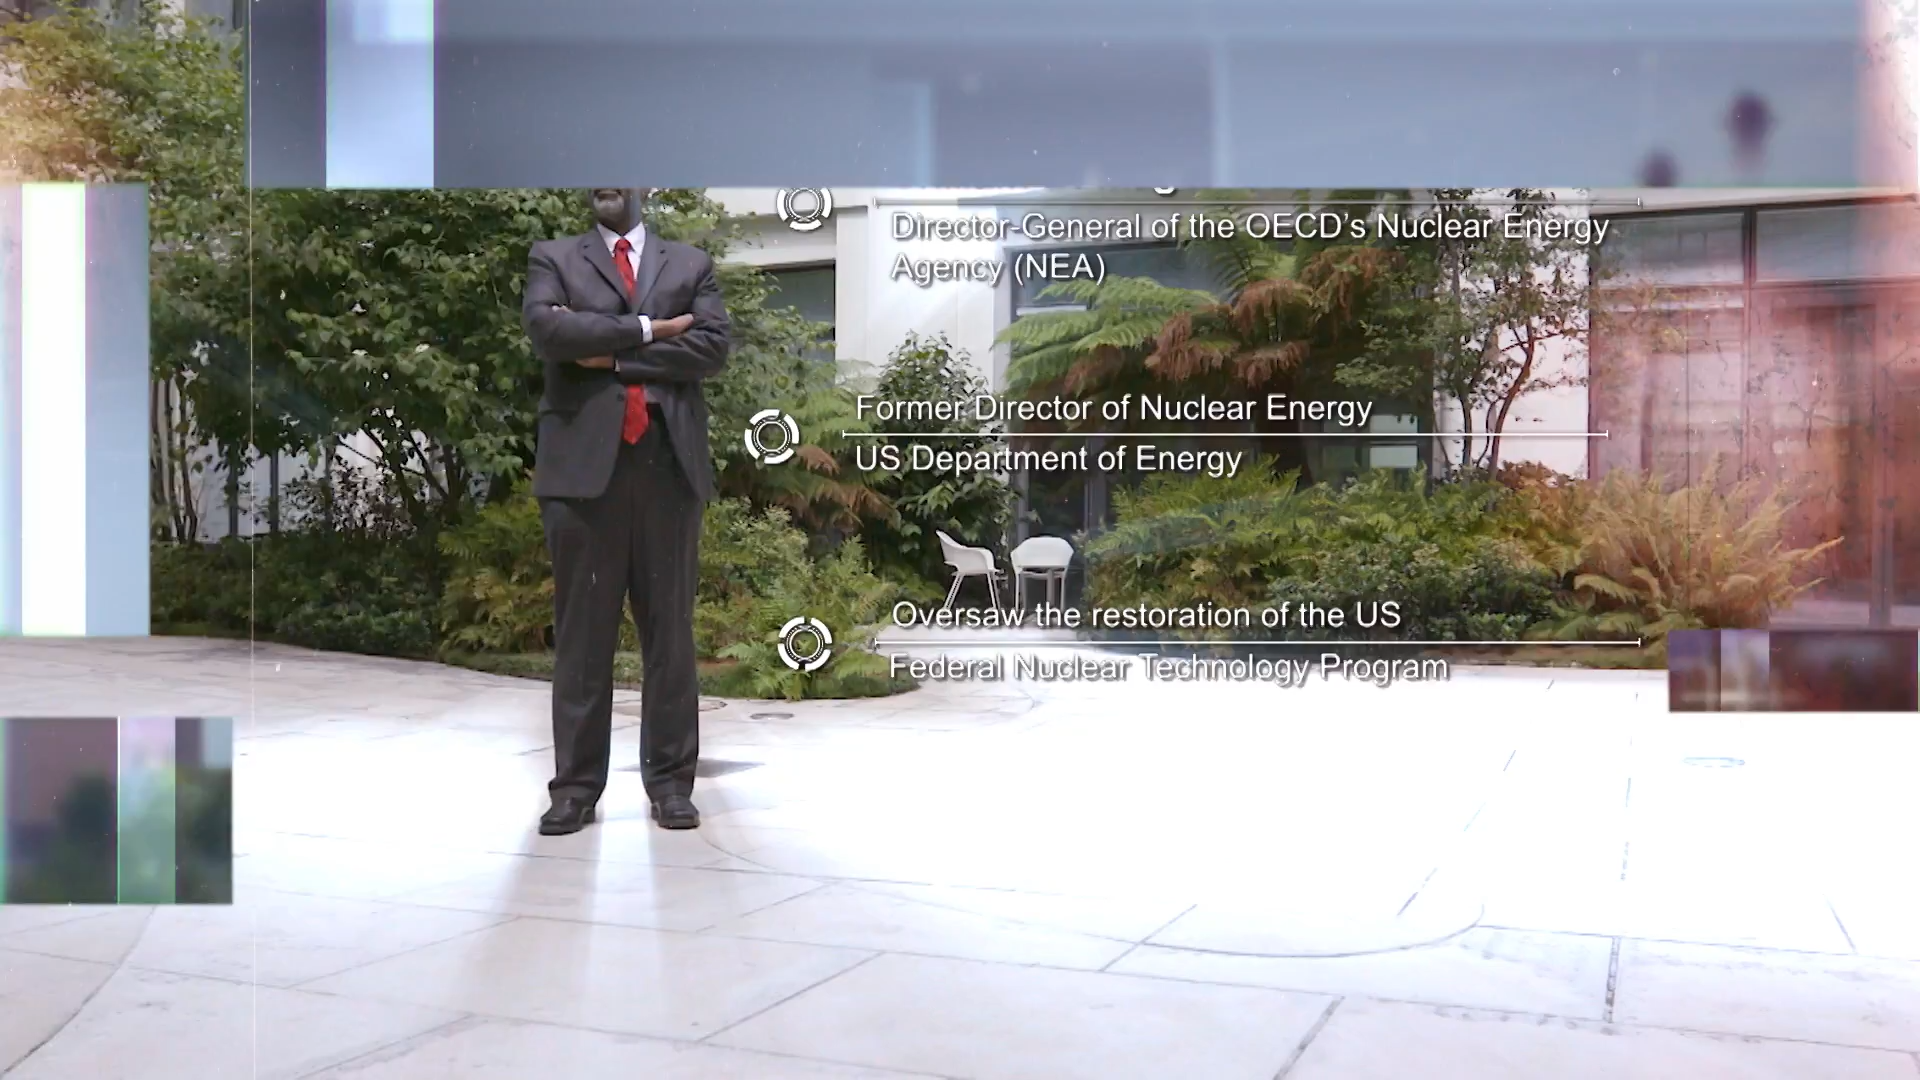 Director-General of the OECD's Nuclear Energy
Agency (NEA)
Former Director of Nuclear Energy
US Department of Energy
Oversaw the restoration of the US
Federal Nuclear Technology Program